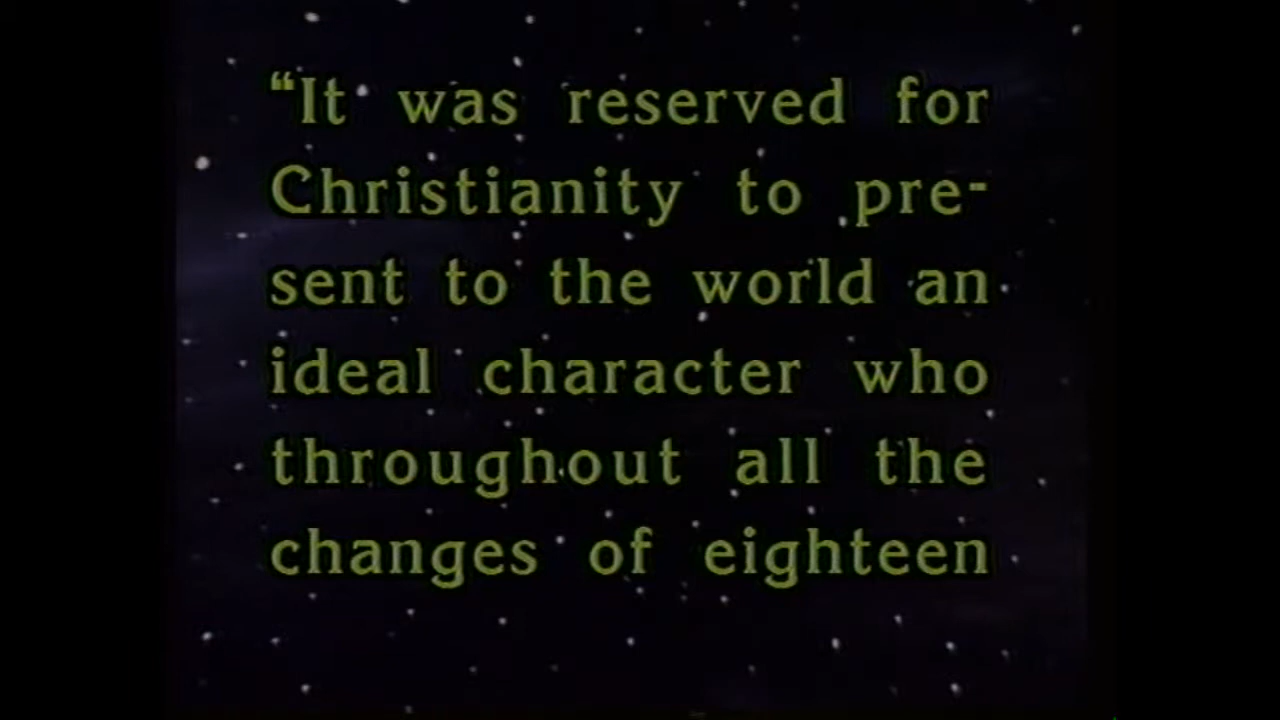 “It was reserved for
Christianity to pre-
sent to the world an
ideal character who
throughout all the
changes of eighteen